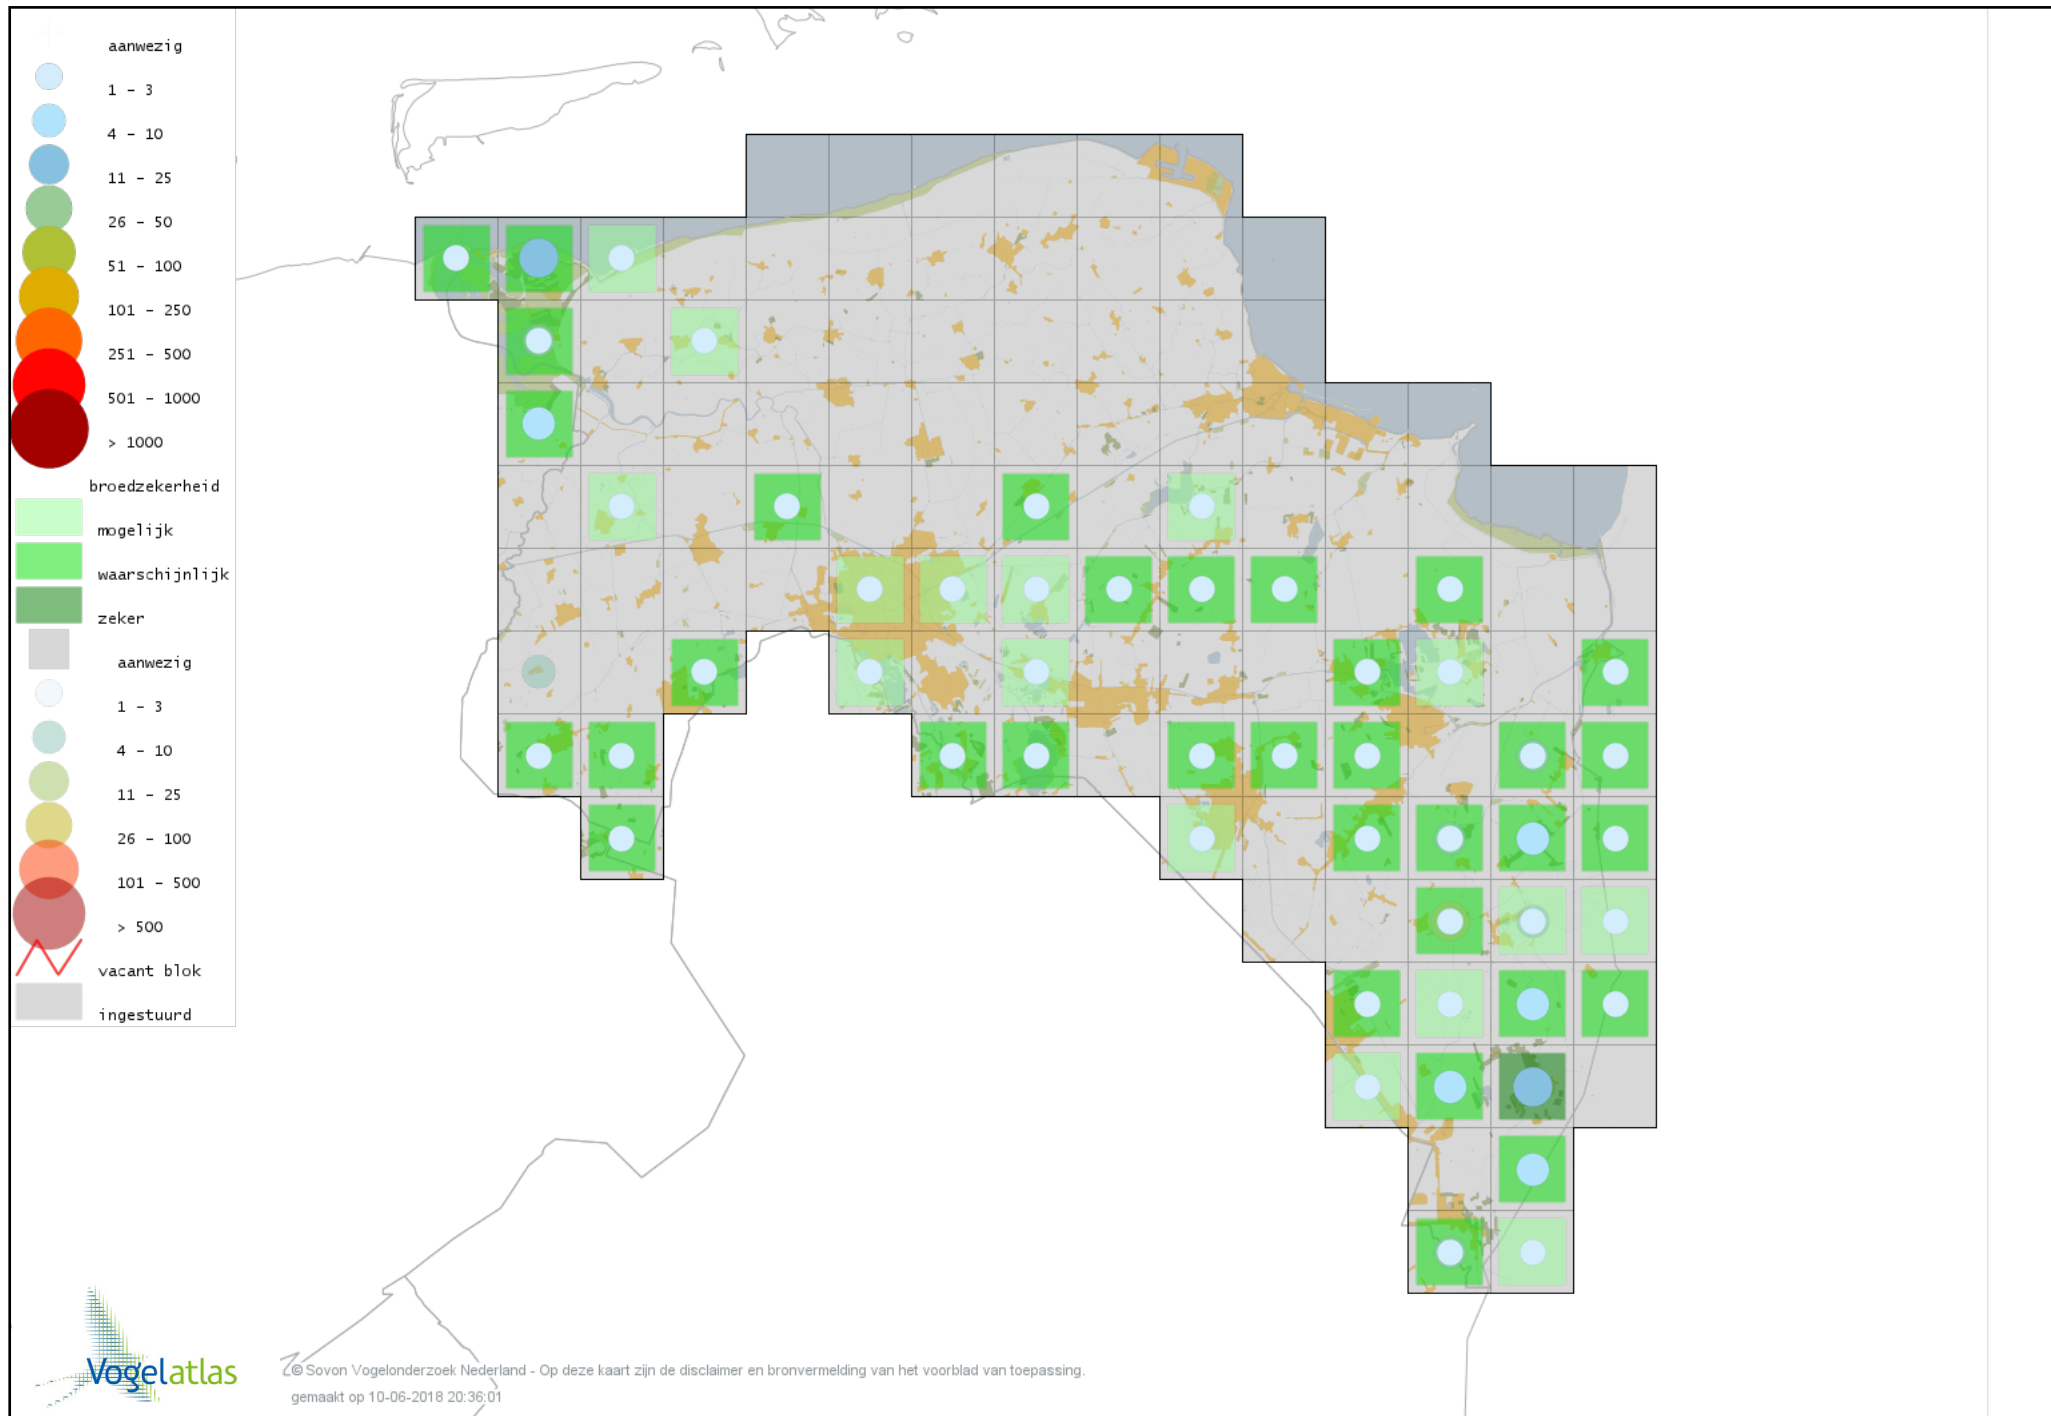 aanwezig
1 - 3
4 - 10
11 - 25
26 - 50
51 - 100
101 - 250
251 - 500
501 - 1000
> 1000
broedzekerheid
mogelijk
waarschijnlijk
zeker
aanwezig
1 - 3
4 - 10
11 - 25
26 - 100
101 - 500
> 500
vacant blok
ingestuurd
Vogelatlas
© Sovon Vogelonderzoek Nederland - Op deze kaart zijn de disclaimer en bronvermelding van het voorblad van toepassing.
gemaakt op 10-06-2018 20:36:01